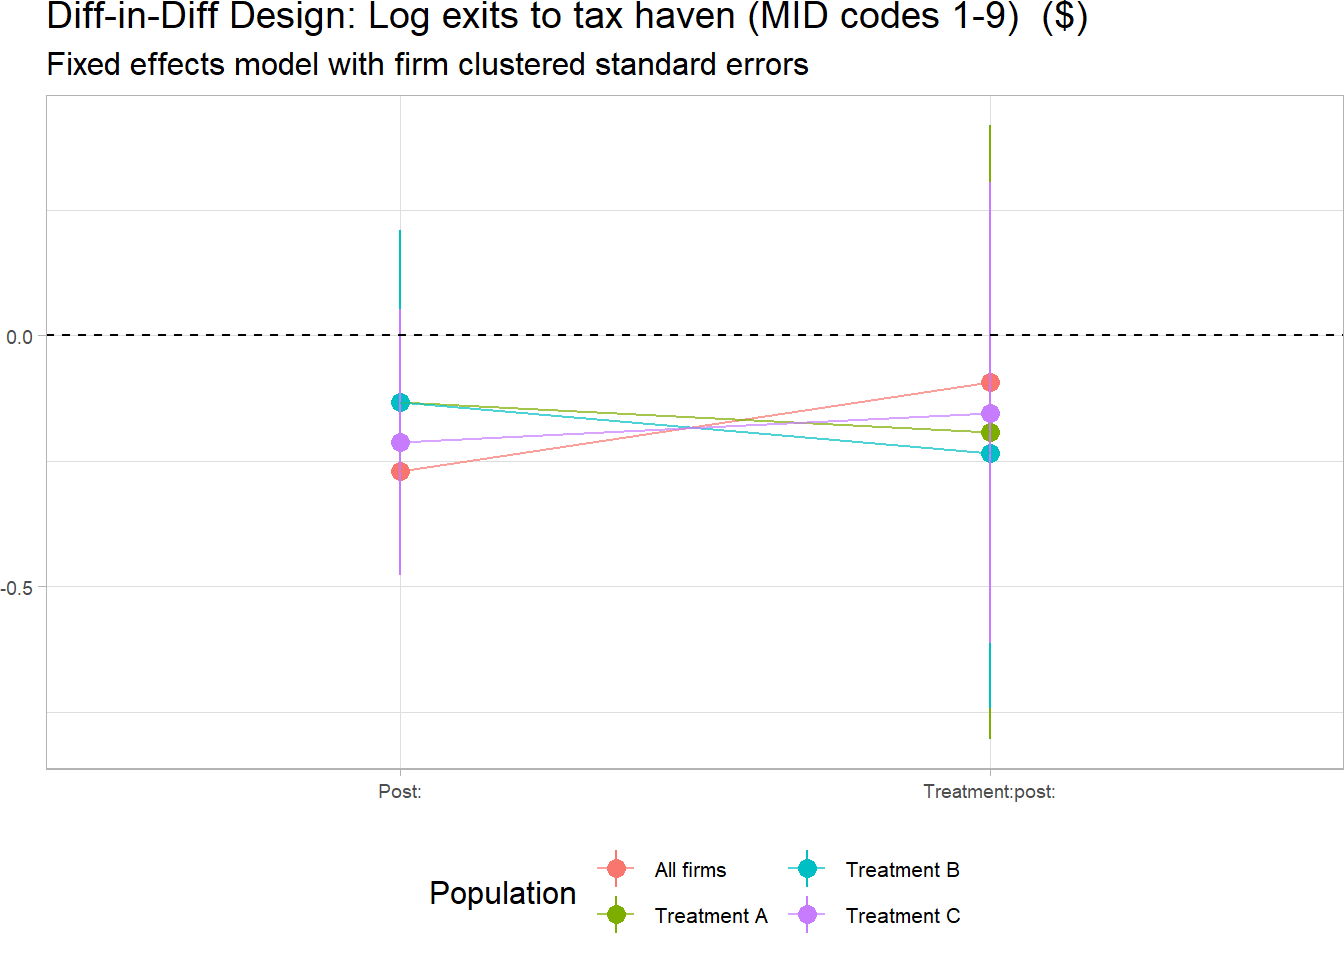 Diff-in-Diff Design: Log exits to tax haven (MID codes 1-9)  ($)
Fixed effects model with firm clustered standard errors
0.0
-0.5
Post:
Treatment:post:
Population
All firms
Treatment B
Treatment A
Treatment C